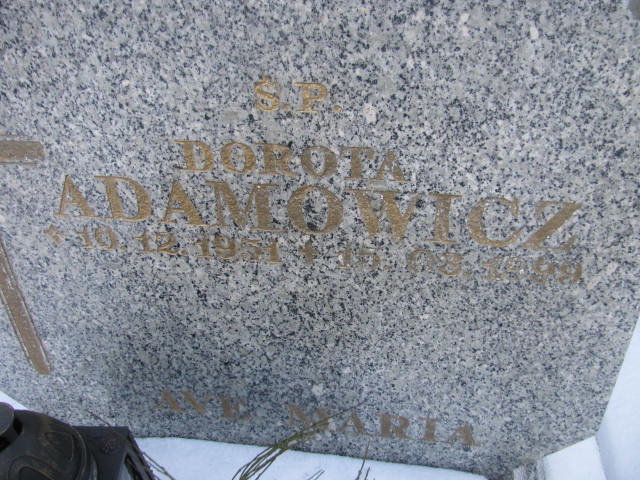 Ś.P.
DOROTA
ADAMOWICZ
* 10. 12. 1951 † 15. 08. 1999
AVE MARIA